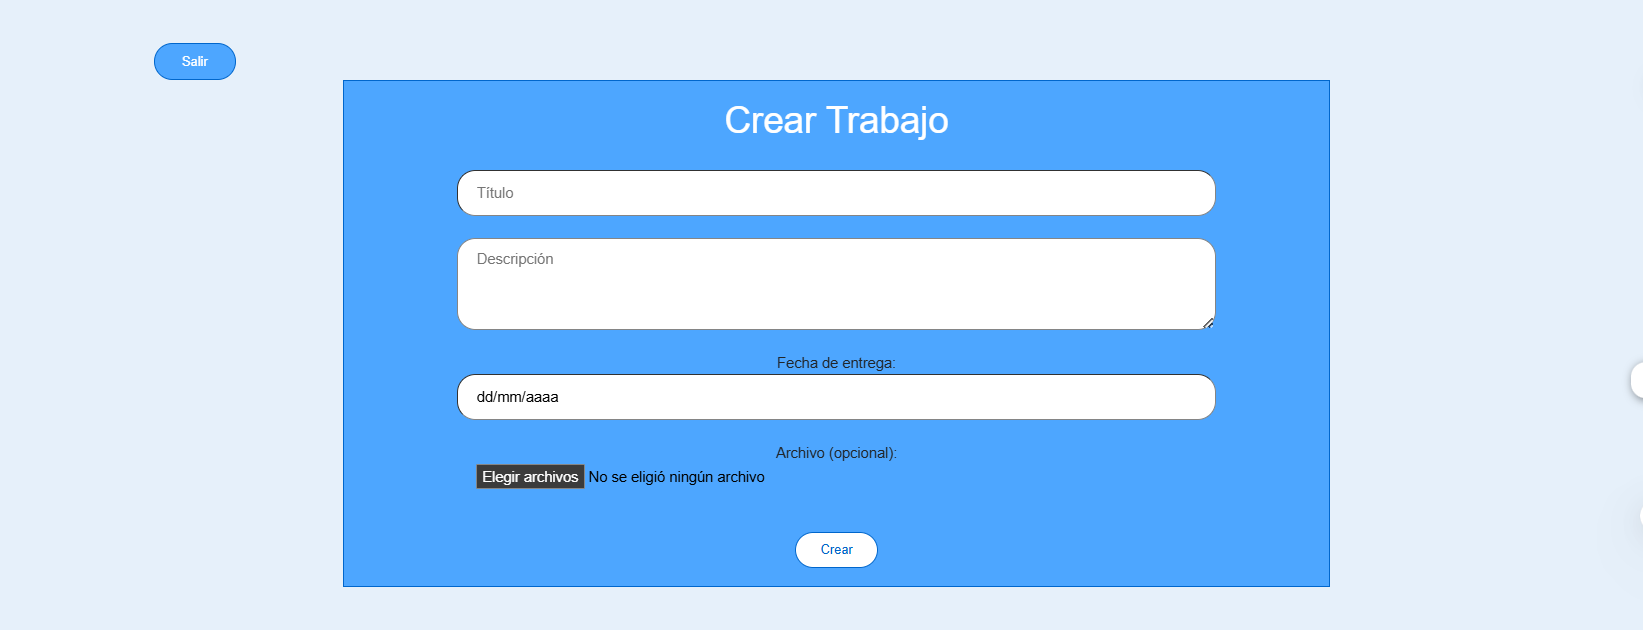 Salir
Crear Trabajo
Título
Descripción
Fecha de entrega:
dd/mm/aaaa
Archivo (opcional):
Elegir archivos No se eligió ningún archivo
Crear